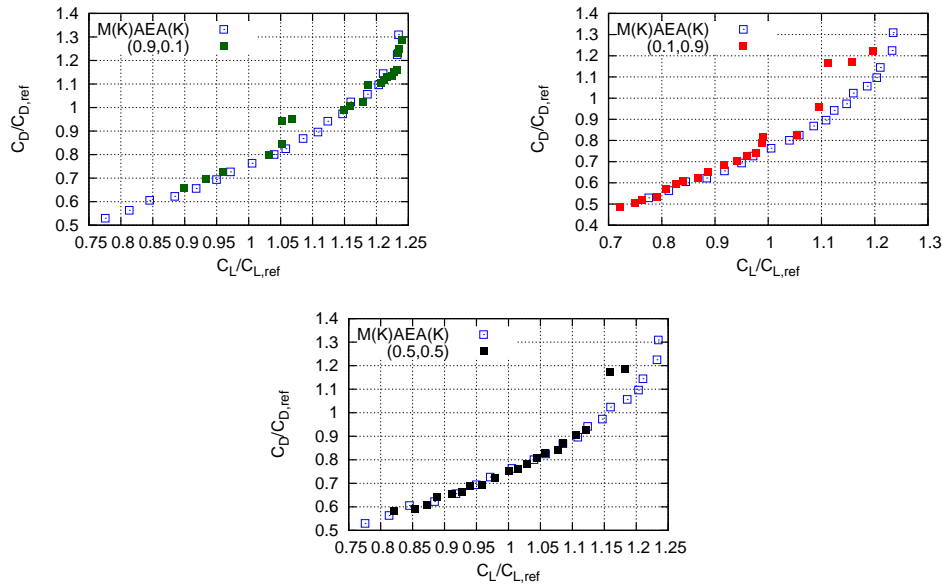 1.4
1.3
1.2
1.1
1
0.9
0.8
0.7
0.6
0.5
M(K)AEA(K)
(0.9,0.1)
C_D/C_D,ref
0.75 0.8 0.85 0.9 0.95 1 1.05 1.1 1.15 1.2 1.25
C_L/C_L,ref
1.4
1.3
1.2
1.1
1
0.9
0.8
0.7
0.6
0.5
0.4
M(K)AEA(K)
(0.1,0.9)
C_D/C_D,ref
0.7 0.8 0.9 1 1.1 1.2 1.3
C_L/C_L,ref
1.4
1.3
1.2
1.1
1
0.9
0.8
0.7
0.6
0.5
M(K)AEA(K)
(0.5,0.5)
C_D/C_D,ref
0.75 0.8 0.85 0.9 0.95 1 1.05 1.1 1.15 1.2 1.25
C_L/C_L,ref